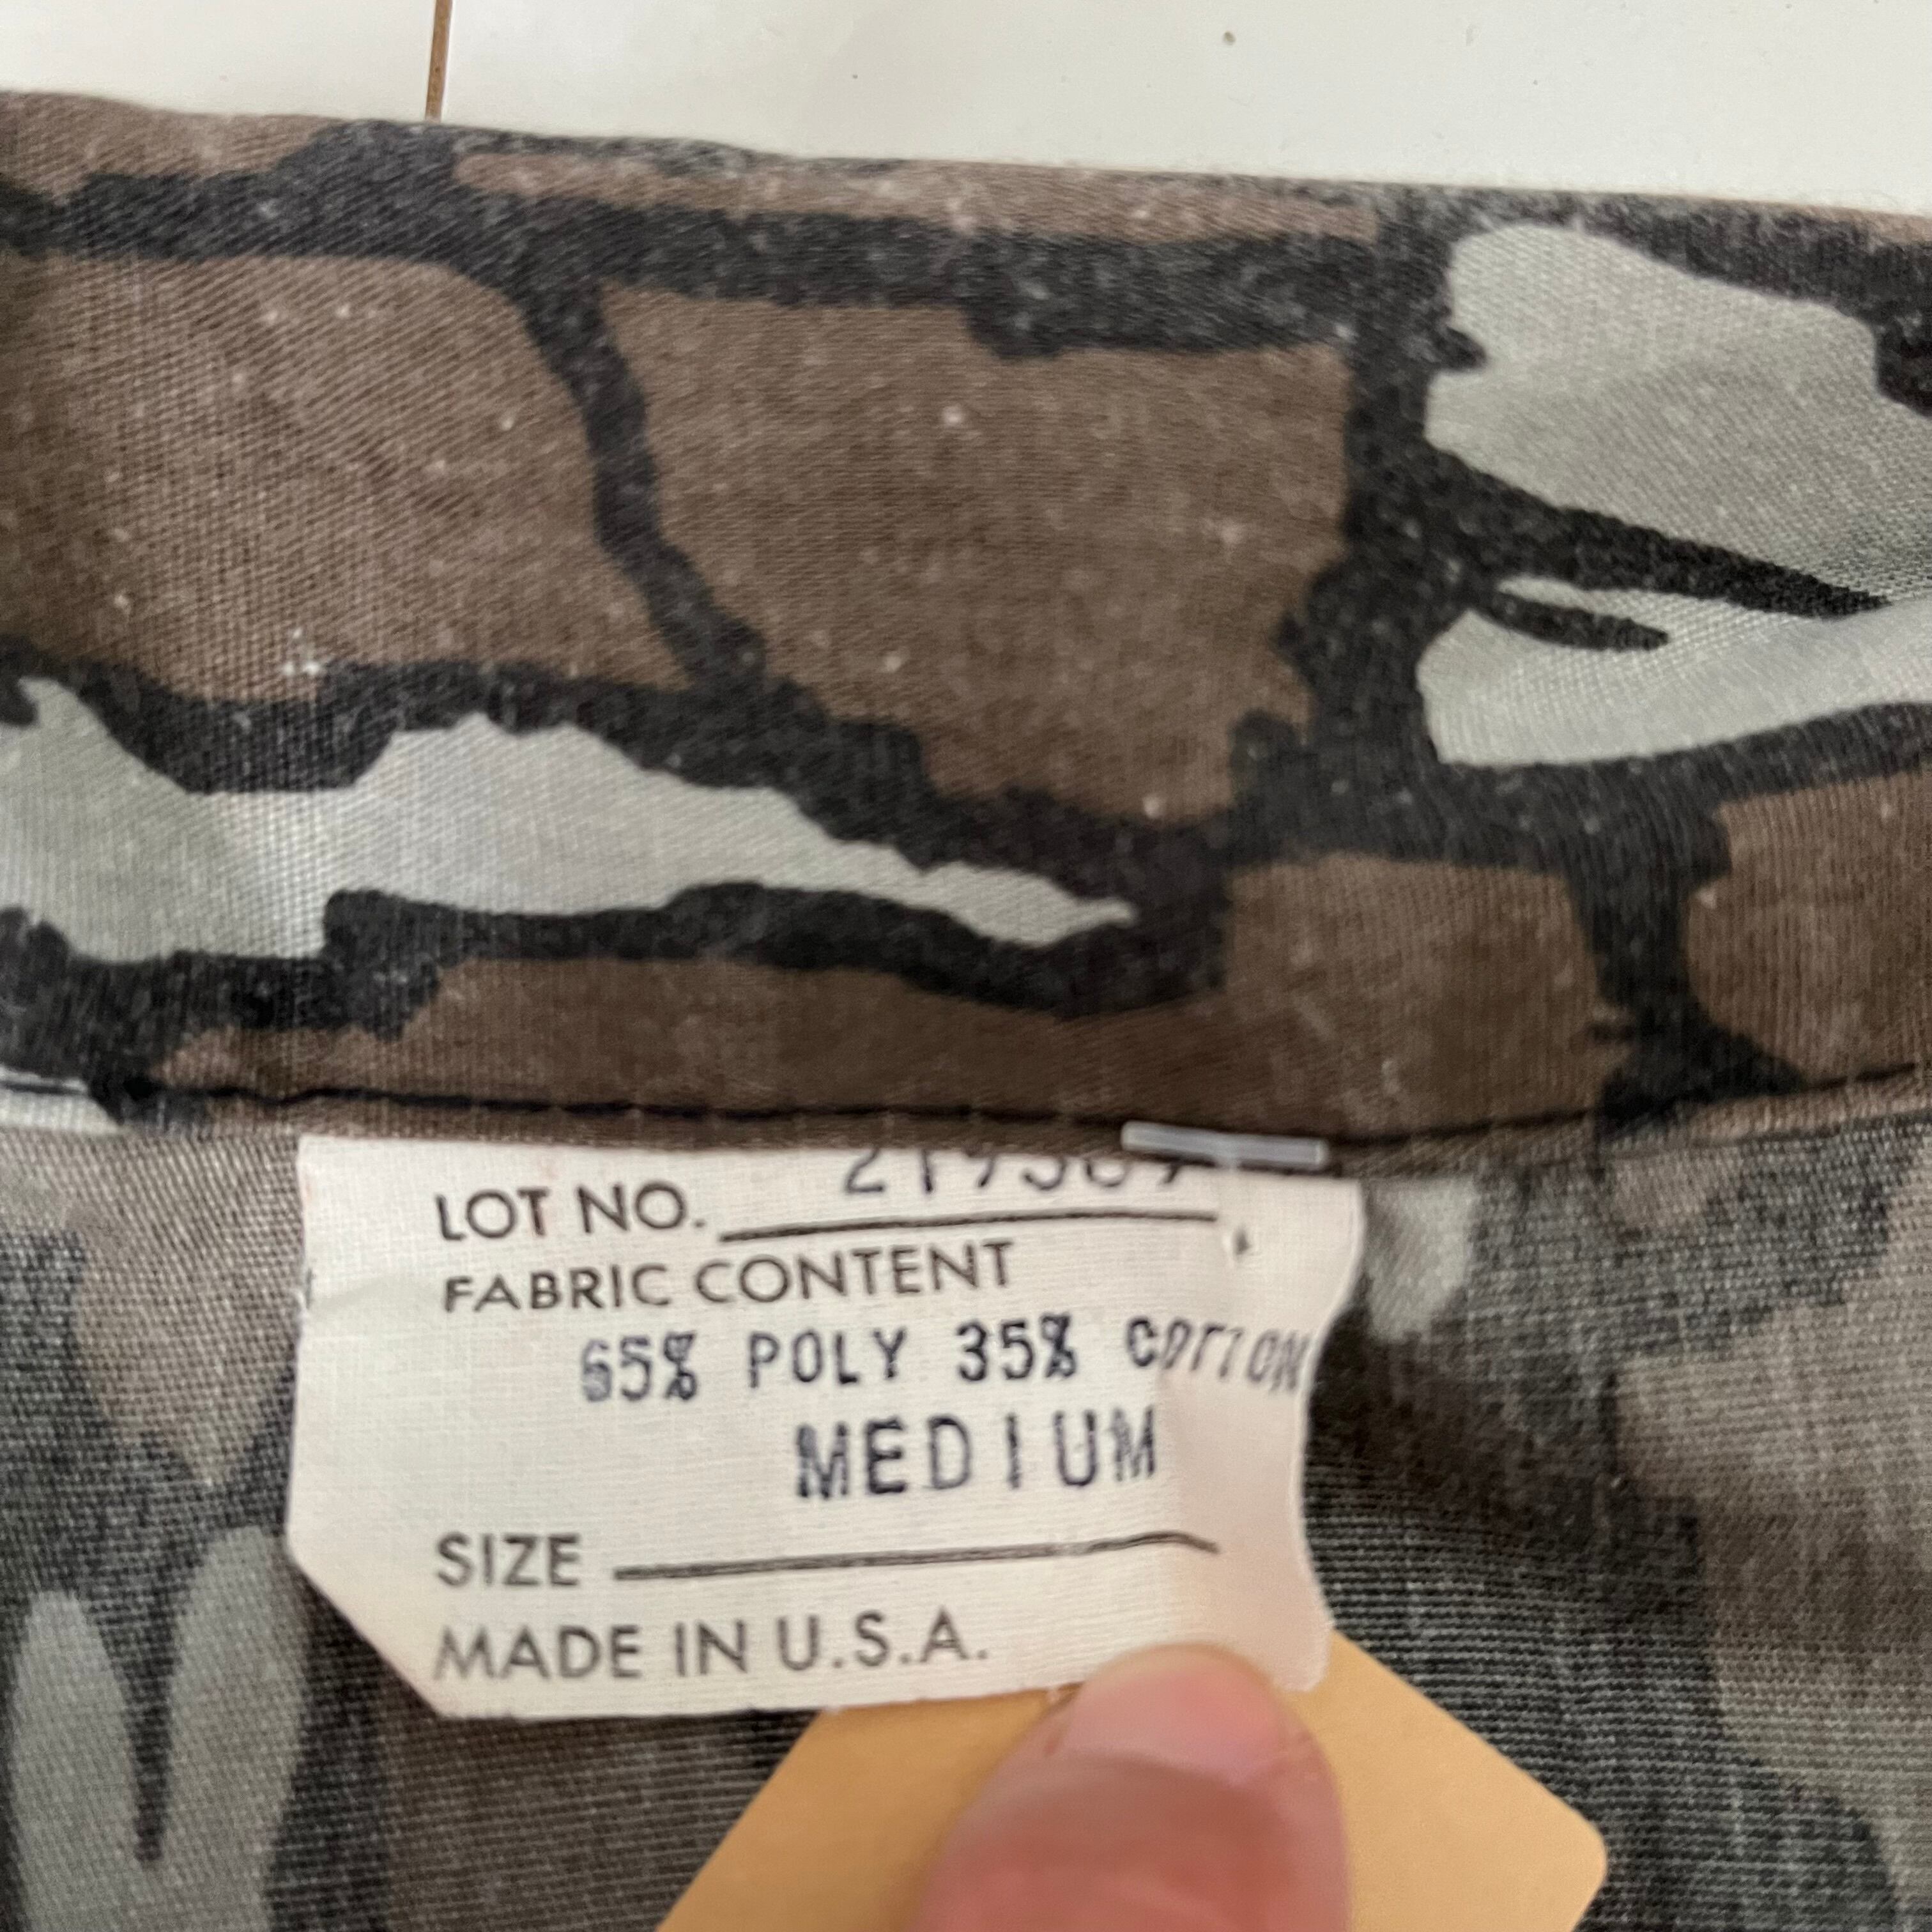 LOT NO.
FABRIC CONTENT
65% POLY 35% COTTON
MEDIUM
SIZE
MADE IN U.S.A.